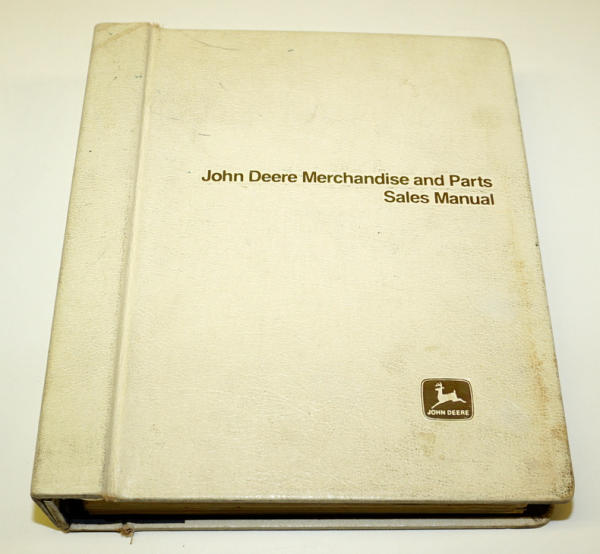 John Deere Merchandise and Parts
Sales Manual
JOHN DEERE